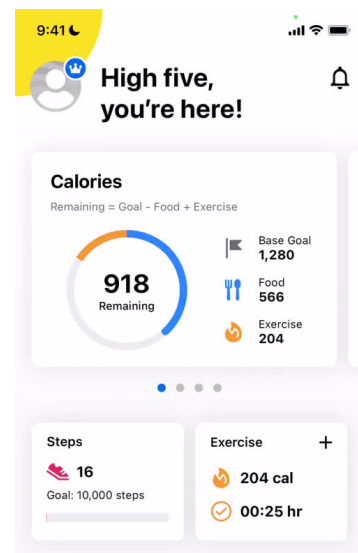 9:41
High five,
you're here!
Calories
Remaining = Goal - Food + Exercise
918
Remaining
Base Goal
1,280
Food
566
Exercise
204
Steps
16
Goal: 10,000 steps
Exercise +
204 cal
00:25 hr